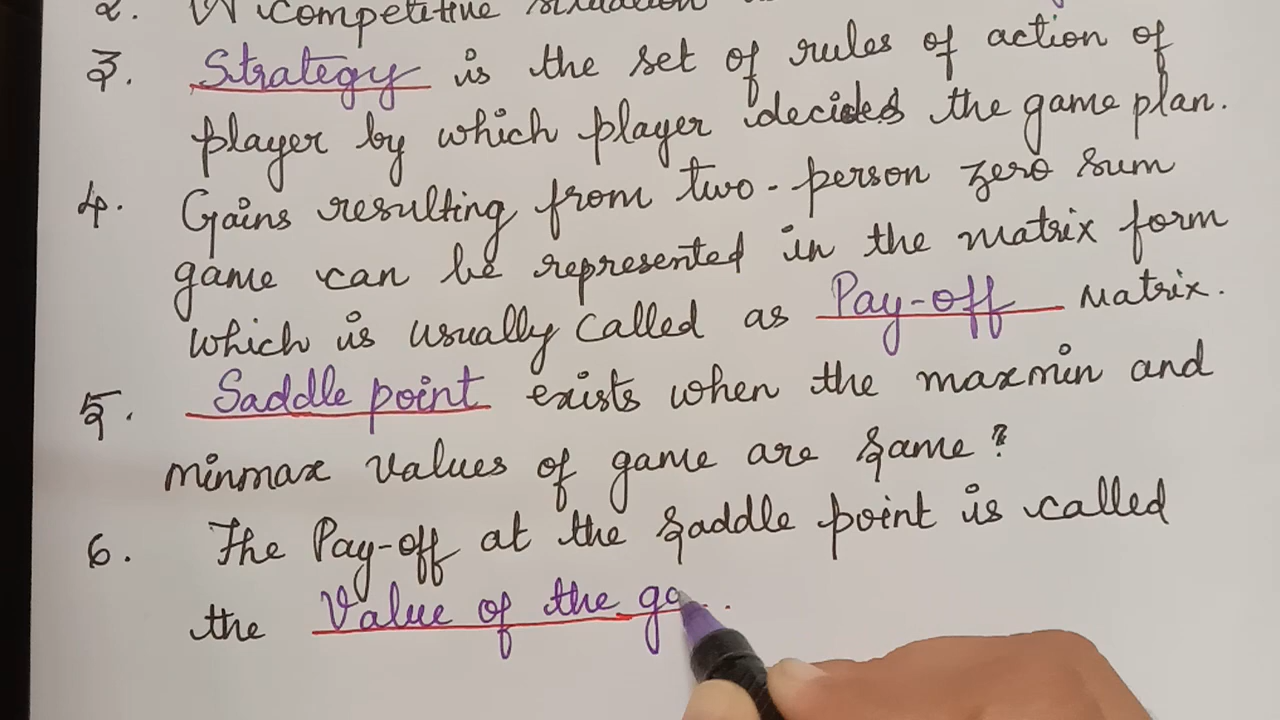 2. A competitive situation
3. Strategy is the set of rules of action of
player by which player decides the game plan.
4. Gains resulting from two-person zero sum
game can be represented in the matrix form
which is usually called as Pay-off matrix.
5. Saddle point exists when the maxmin and
minmax values of game are same?
6. The Pay-off at the saddle point is called
the Value of the ga